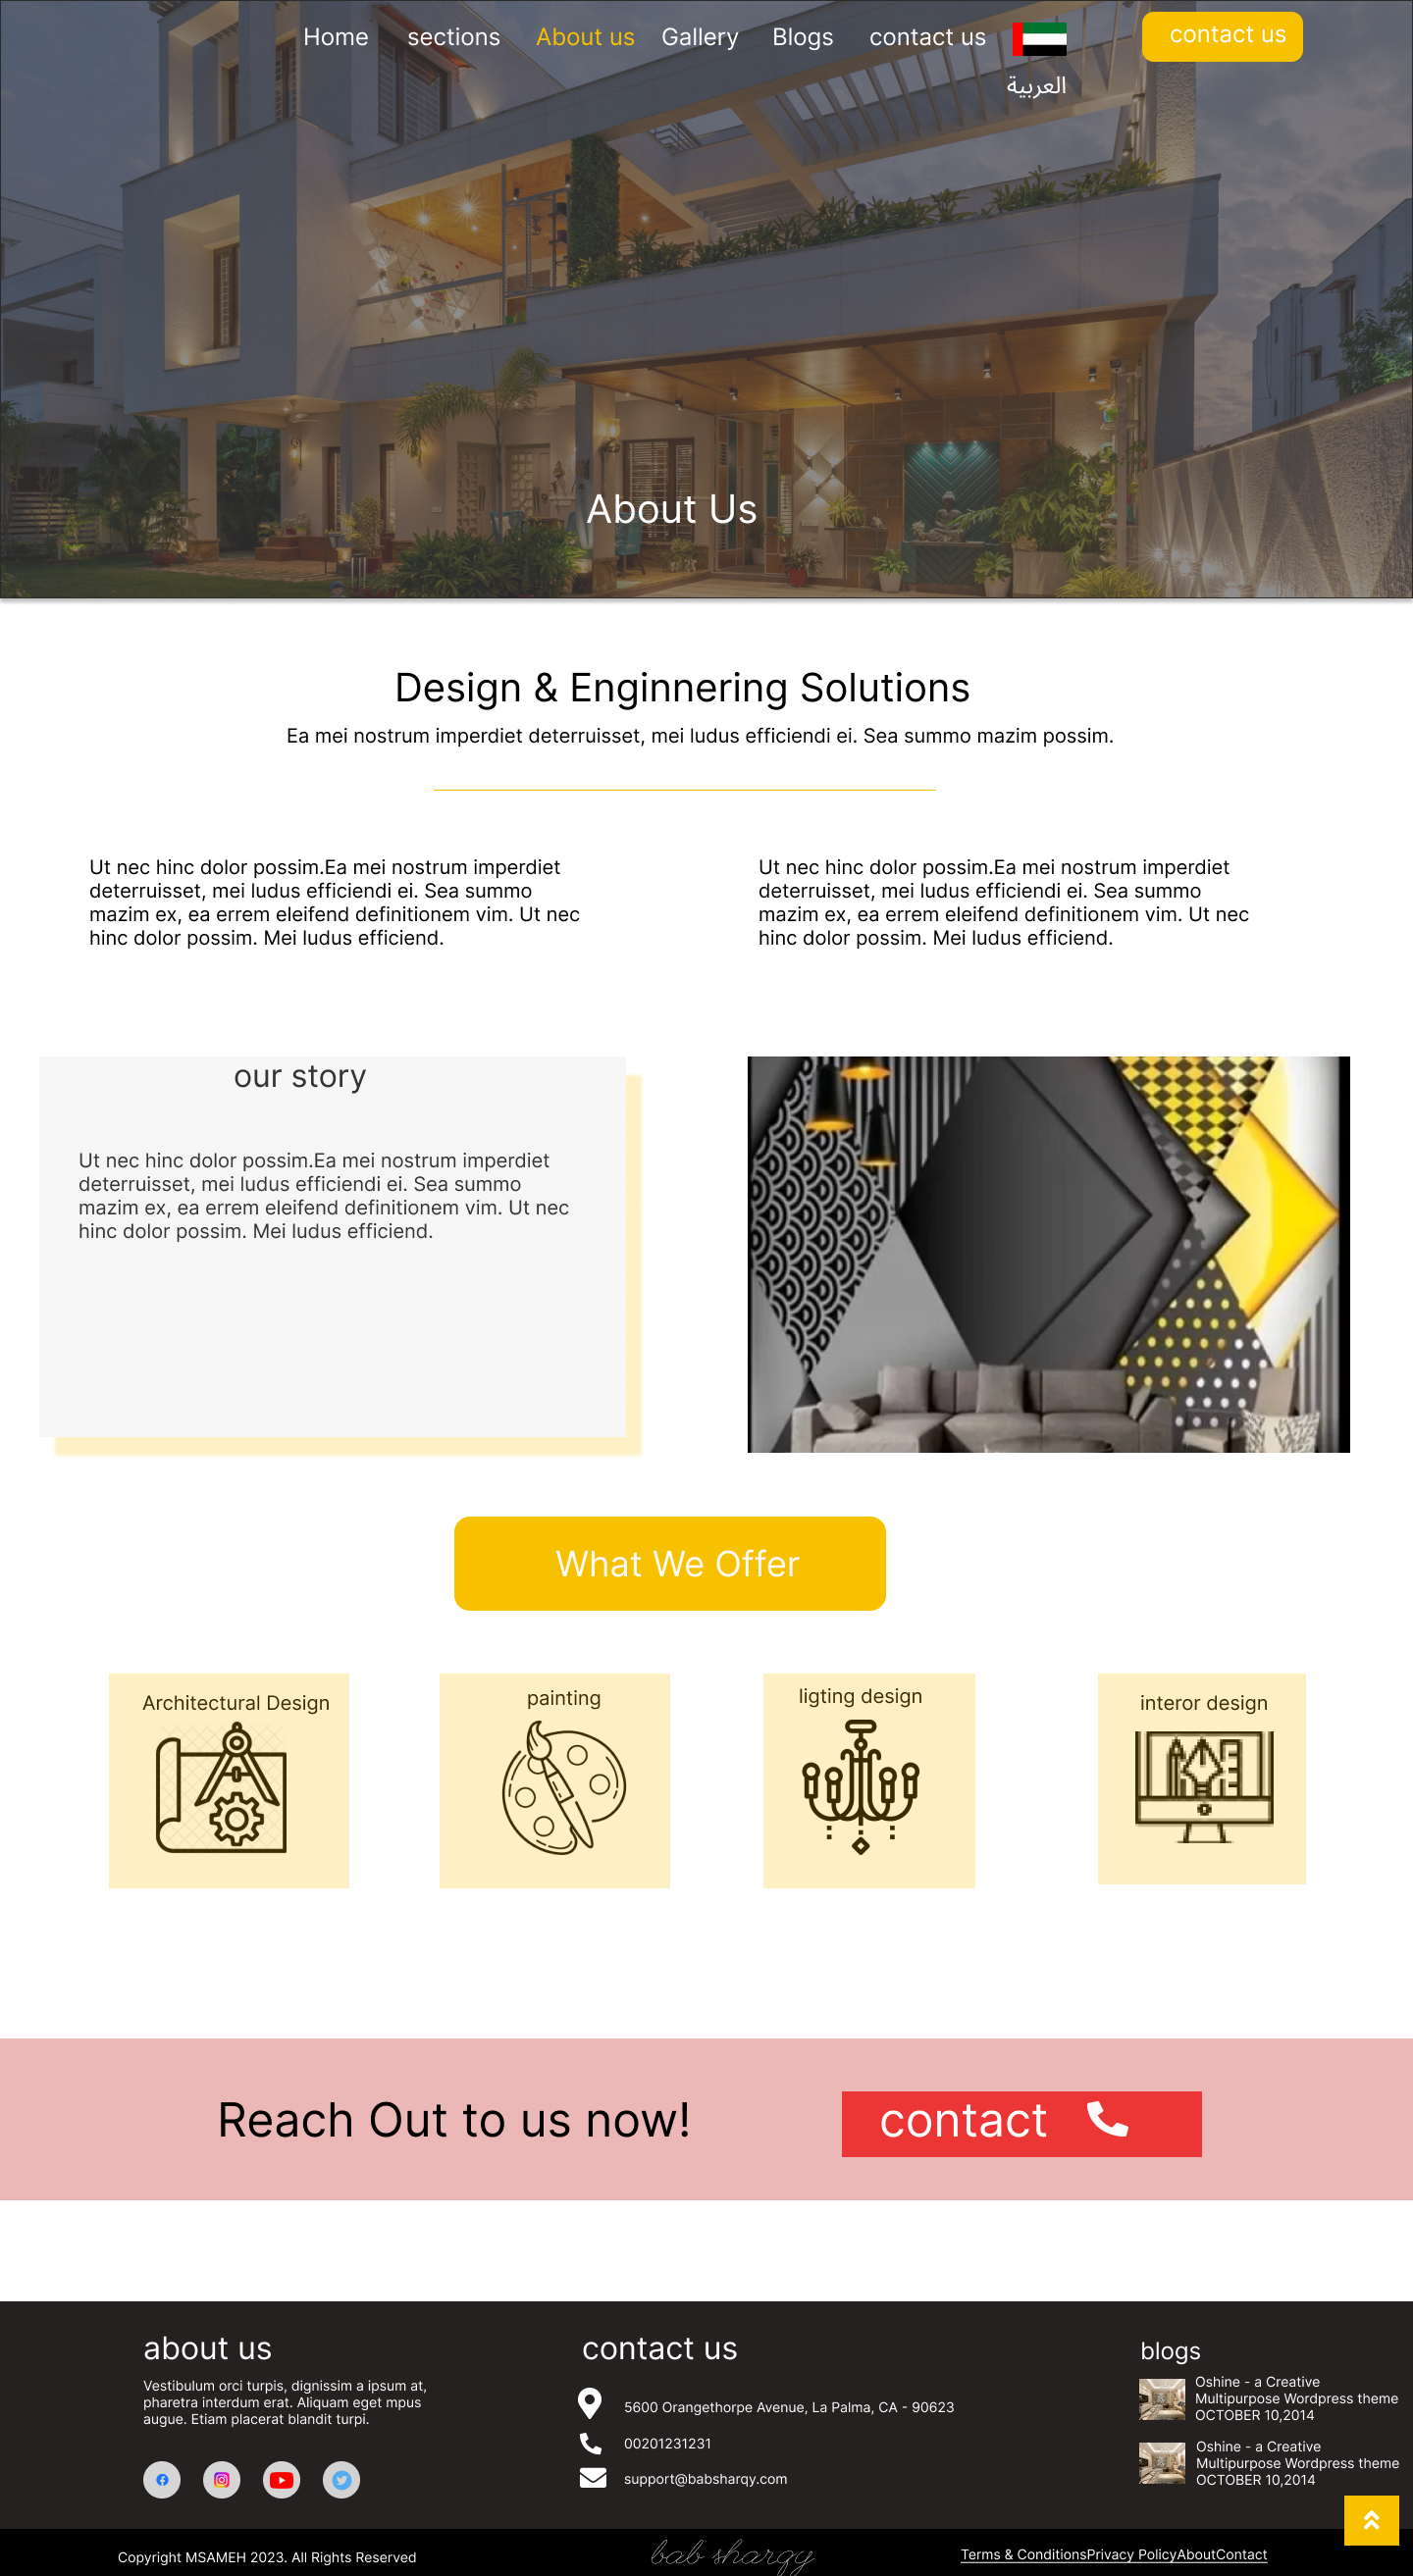 Home sections About us Gallery Blogs contact us contact us
العربية
About Us
Design & Enginnering Solutions
Ea mei nostrum imperdiet deterruisset, mei ludus efficiendi ei. Sea summo mazim possim.
Ut nec hinc dolor possim.Ea mei nostrum imperdiet
deterruisset, mei ludus efficiendi ei. Sea summo
mazim ex, ea errem eleifend definitionem vim. Ut nec
hinc dolor possim. Mei ludus efficiend.
Ut nec hinc dolor possim.Ea mei nostrum imperdiet
deterruisset, mei ludus efficiendi ei. Sea summo
mazim ex, ea errem eleifend definitionem vim. Ut nec
hinc dolor possim. Mei ludus efficiend.
our story
Ut nec hinc dolor possim.Ea mei nostrum imperdiet
deterruisset, mei ludus efficiendi ei. Sea summo
mazim ex, ea errem eleifend definitionem vim. Ut nec
hinc dolor possim. Mei ludus efficiend.
What We Offer
Architectural Design
painting
ligting design
interor design
Reach Out to us now!
contact
about us
Vestibulum orci turpis, dignissim a ipsum at,
pharetra interdum erat. Aliquam eget mpus
augue. Etiam placerat blandit turpi.
contact us
5600 Orangethorpe Avenue, La Palma, CA - 90623
00201231231
support@babsharqy.com
blogs
Oshine - a Creative
Multipurpose Wordpress theme
OCTOBER 10,2014
Oshine - a Creative
Multipurpose Wordpress theme
OCTOBER 10,2014
Copyright MSAMEH 2023. All Rights Reserved
bab sharqy
Terms & ConditionsPrivacy PolicyAboutContact